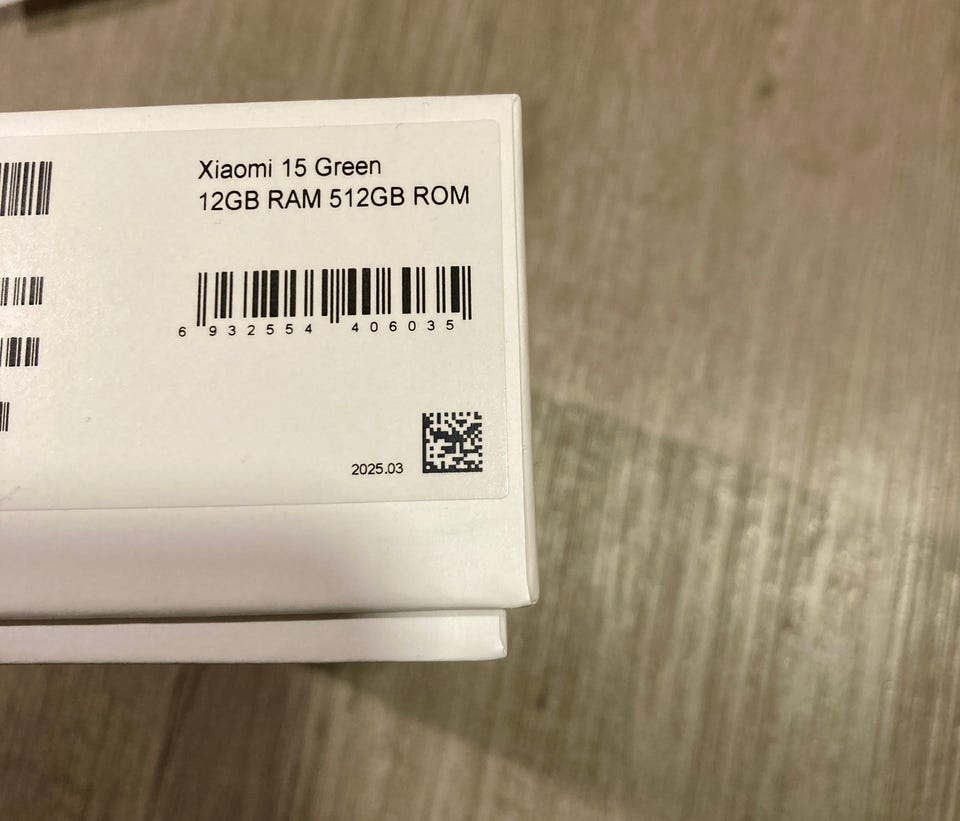 Xiaomi 15 Green
12GB RAM 512GB ROM
6 932554 406035
2025.03